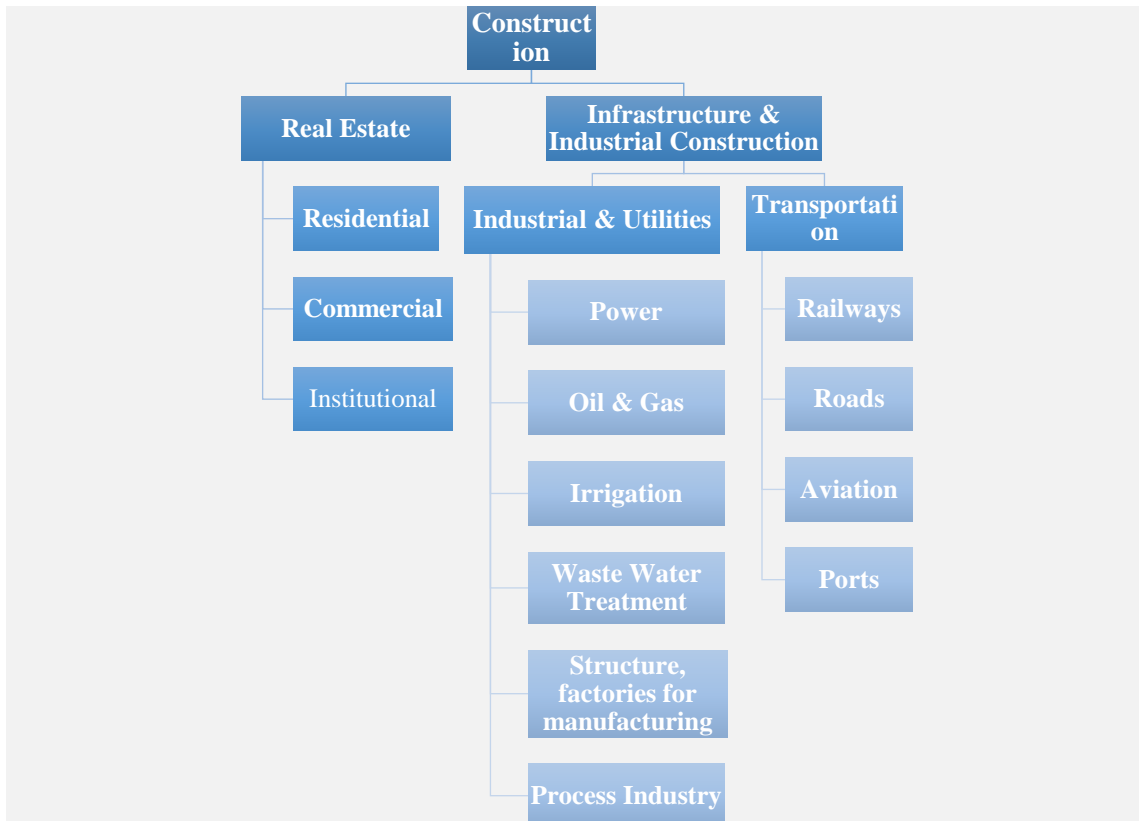 Construct
ion
Real Estate
Infrastructure &
Industrial Construction
Residential
Commercial
Institutional
Industrial & Utilities
Power
Oil & Gas
Irrigation
Waste Water
Treatment
Structure,
factories for
manufacturing
Process Industry
Transportati
on
Railways
Roads
Aviation
Ports